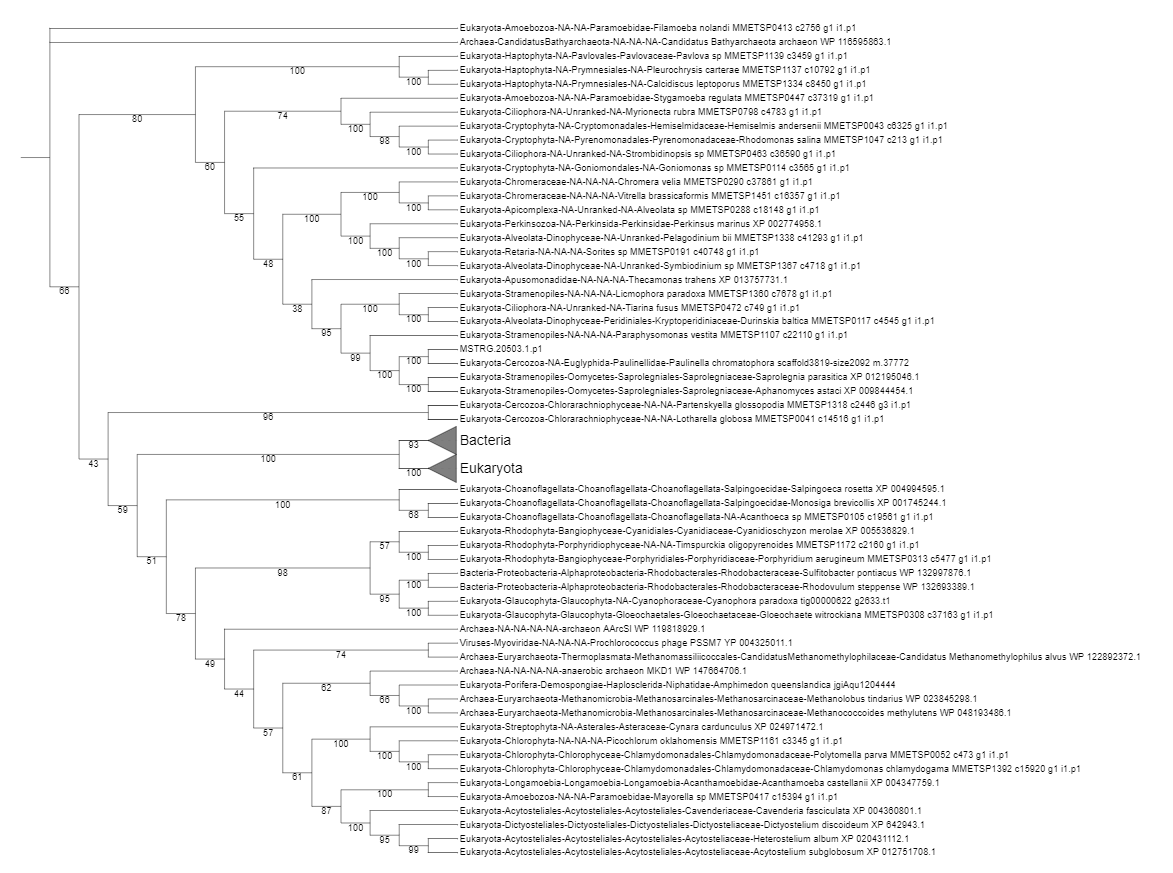 Eukaryota-Amoebozoa-NA-NA-Paramoebidae-Filamoeba nolandi MMETSP0413 c2756 g1 i1.p1
Archaea-CandidatusBathyarchaeota-NA-NA-NA-Candidatus Bathyarchaeota archaeon WP 116595863.1
Eukaryota-Haptophyta-NA-Pavlovales-Pavlovaceae-Pavlova sp MMETSP1139 c3459 g1 i1.p1
100
Eukaryota-Haptophyta-NA-Prymnesiales-NA-Pleurochrysis carterae MMETSP1137 c10792 g1 i1.p1
100
Eukaryota-Haptophyta-NA-Prymnesiales-NA-Calcidiscus leptoporus MMETSP1334 c8450 g1 i1.p1
Eukaryota-Amoebozoa-NA-NA-Paramoebidae-Stygamoeba regulata MMETSP0447 c37319 g1 i1.p1
80
74
Eukaryota-Ciliophora-NA-Unranked-NA-Myrionecta rubra MMETSP0798 c4783 g1 i1.p1
100
Eukaryota-Cryptophyta-NA-Cryptomonadales-Hemiselmidaceae-Hemiselmis andersenii MMETSP0043 c6325 g1 i1.p1
98
Eukaryota-Cryptophyta-NA-Pyrenomonadales-Pyrenomonadaceae-Rhodomonas salina MMETSP1047 c213 g1 i1.p1
100
Eukaryota-Ciliophora-NA-Unranked-NA-Strombidinopsis sp MMETSP0463 c36590 g1 i1.p1
60
Eukaryota-Cryptophyta-NA-Goniomondales-NA-Goniomonas sp MMETSP0114 c3565 g1 i1.p1
Eukaryota-Chromeraceae-NA-NA-NA-Chromera velia MMETSP0290 c37861 g1 i1.p1
100
Eukaryota-Chromeraceae-NA-NA-NA-Vitrella brassicaformis MMETSP1451 c16357 g1 i1.p1
100
Eukaryota-Apicomplexa-NA-Unranked-NA-Alveolata sp MMETSP0288 c18148 g1 i1.p1
55
100
Eukaryota-Perkinsozoa-NA-Perkinsida-Perkinsidae-Perkinsus marinus XP 002774958.1
100
Eukaryota-Alveolata-Dinophyceae-NA-Unranked-Pelagodinium bii MMETSP1338 c41293 g1 i1.p1
100
Eukaryota-Retaria-NA-NA-NA-Sorites sp MMETSP0191 c40748 g1 i1.p1
48
100
Eukaryota-Alveolata-Dinophyceae-NA-Unranked-Symbiodinium sp MMETSP1367 c4718 g1 i1.p1
Eukaryota-Apusomonadidae-NA-NA-NA-Thecamonas trahens XP 013757731.1
66
Eukaryota-Stramenopiles-NA-NA-NA-Licmophora paradoxa MMETSP1360 c7678 g1 i1.p1
38
100
Eukaryota-Ciliophora-NA-Unranked-NA-Tiarina fusus MMETSP0472 c749 g1 i1.p1
100
Eukaryota-Alveolata-Dinophyceae-Peridiniales-Kryptoperidiniaceae-Durinskia baltica MMETSP0117 c4545 g1 i1.p1
95
Eukaryota-Stramenopiles-NA-NA-NA-Paraphysomonas vestita MMETSP1107 c22110 g1 i1.p1
MSTRG.20503.1.p1
99
100
Eukaryota-Cercozoa-NA-Euglyphida-Paulinellidae-Paulinella chromatophora scaffold3819-size2092 m.37772
100
Eukaryota-Stramenopiles-Oomycetes-Saprolegniales-Saprolegniaceae-Saprolegnia parasitica XP 012195046.1
100
Eukaryota-Stramenopiles-Oomycetes-Saprolegniales-Saprolegniaceae-Aphanomyces astaci XP 009844454.1
Eukaryota-Cercozoa-Chlorarachniophyceae-NA-NA-Partenskyella glossopodia MMETSP1318 c2446 g3 i1.p1
96
Eukaryota-Cercozoa-Chlorarachniophyceae-NA-NA-Lotharella globosa MMETSP0041 c14516 g1 i1.p1
93
Bacteria
43
100
100
Eukaryota
Eukaryota-Choanoflagellata-Choanoflagellata-Choanoflagellata-Salpingoecidae-Salpingoeca rosetta XP 004994595.1
59
100
Eukaryota-Choanoflagellata-Choanoflagellata-Choanoflagellata-Salpingoecidae-Monosiga brevicollis XP 001745244.1
68
Eukaryota-Choanoflagellata-Choanoflagellata-Choanoflagellata-NA-Acanthoeca sp MMETSP0105 c19561 g1 i1.p1
Eukaryota-Rhodophyta-Bangiophyceae-Cyanidiales-Cyanidiaceae-Cyanidioschyzon merolae XP 005536829.1
57
Eukaryota-Rhodophyta-Porphyridiophyceae-NA-NA-Timspurckia oligopyrenoides MMETSP1172 c2160 g1 i1.p1
51
100
Eukaryota-Rhodophyta-Bangiophyceae-Porphyridiales-Porphyridiaceae-Porphyridium aerugineum MMETSP0313 c5477 g1 i1.p1
98
Bacteria-Proteobacteria-Alphaproteobacteria-Rhodobacterales-Rhodobacteraceae-Sulfitobacter pontiacus WP 132997876.1
100
Bacteria-Proteobacteria-Alphaproteobacteria-Rhodobacterales-Rhodobacteraceae-Rhodovulum steppense WP 132693389.1
95
Eukaryota-Glaucophyta-Glaucophyta-NA-Cyanophoraceae-Cyanophora paradoxa tig00000622 g2633.t1
100
Eukaryota-Glaucophyta-Glaucophyta-Gloeochaetales-Gloeochaetaceae-Gloeochaete witrockiana MMETSP0308 c37163 g1 i1.p1
78
Archaea-NA-NA-NA-NA-archaeon AArcSl WP 119818929.1
Viruses-Myoviridae-NA-NA-NA-Prochlorococcus phage PSSM7 YP 004325011.1
49
74
Archaea-Euryarchaeota-Thermoplasmata-Methanomassiliicoccales-CandidatusMethanomethylophilaceae-Candidatus Methanomethylophilus alvus WP 122892372.1
Archaea-NA-NA-NA-NA-anaerobic archaeon MKD1 WP 147664706.1
44
62
Eukaryota-Porifera-Demospongiae-Haplosclerida-Niphatidae-Amphimedon queenslandica jgiAqu1204444
66
Archaea-Euryarchaeota-Methanomicrobia-Methanosarcinales-Methanosarcinaceae-Methanolobus tindarius WP 023845298.1
100
Archaea-Euryarchaeota-Methanomicrobia-Methanosarcinales-Methanosarcinaceae-Methanococcoides methylutens WP 048193486.1
57
Eukaryota-Streptophyta-NA-Asterales-Asteraceae-Cynara cardunculus XP 024971472.1
100
Eukaryota-Chlorophyta-NA-NA-NA-Picochlorum oklahomensis MMETSP1161 c3345 g1 i1.p1
100
Eukaryota-Chlorophyta-Chlorophyceae-Chlamydomonadales-Chlamydomonadaceae-Polytomella parva MMETSP0052 c473 g1 i1.p1
100
Eukaryota-Chlorophyta-Chlorophyceae-Chlamydomonadales-Chlamydomonadaceae-Chlamydomonas chlamydogama MMETSP1392 c15920 g1 i1.p1
61
Eukaryota-Longamoebia-Longamoebia-Longamoebia-Acanthamoebidae-Acanthamoeba castellanii XP 004347759.1
100
Eukaryota-Amoebozoa-NA-NA-Paramoebidae-Mayorella sp MMETSP0417 c15394 g1 i1.p1
87
Eukaryota-Acytosteliales-Acytosteliales-Acytosteliales-Cavenderiaceae-Cavenderia fasciculata XP 004360801.1
100
Eukaryota-Dictyosteliales-Dictyosteliales-Dictyosteliales-Dictyosteliaceae-Dictyostelium discoideum XP 642943.1
95
Eukaryota-Acytosteliales-Acytosteliales-Acytosteliales-Acytosteliaceae-Heterostelium album XP 020431112.1
99
Eukaryota-Acytosteliales-Acytosteliales-Acytosteliales-Acytosteliaceae-Acytostelium subglobosum XP 012751708.1